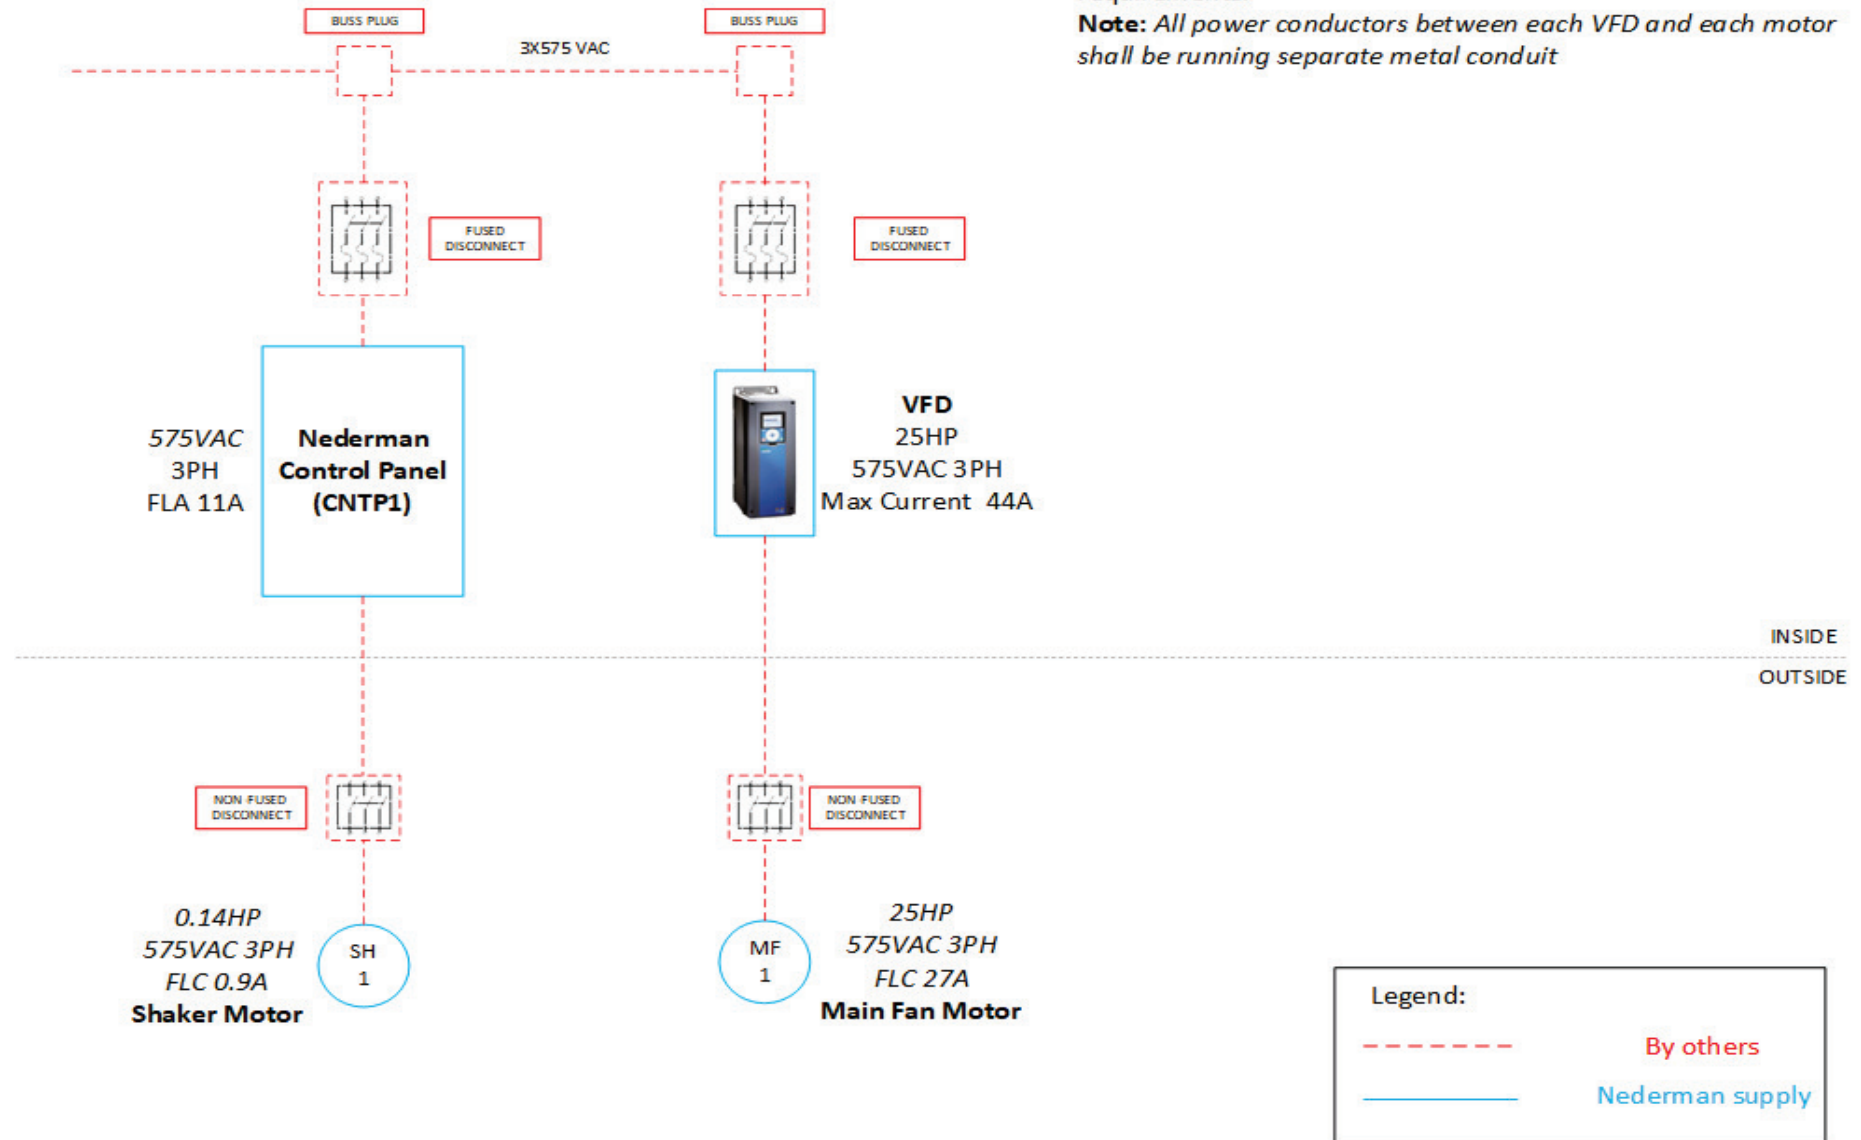 BUSS PLUG
BUSS PLUG
3X575 VAC
Note: All power conductors between each VFD and each motor
shall be running separate metal conduit
FUSED
DISCONNECT
FUSED
DISCONNECT
575VAC
3PH
FLA 11A
Nederman
Control Panel
(CNTP1)
VFD
25HP
575VAC 3PH
Max Current 44A
INSIDE
OUTSIDE
NON-FUSED
DISCONNECT
NON-FUSED
DISCONNECT
0.14HP
575VAC 3PH
FLC 0.9A
Shaker Motor
SH
1
MF
1
25HP
575VAC 3PH
FLC 27A
Main Fan Motor
Legend:
By others
Nederman supply